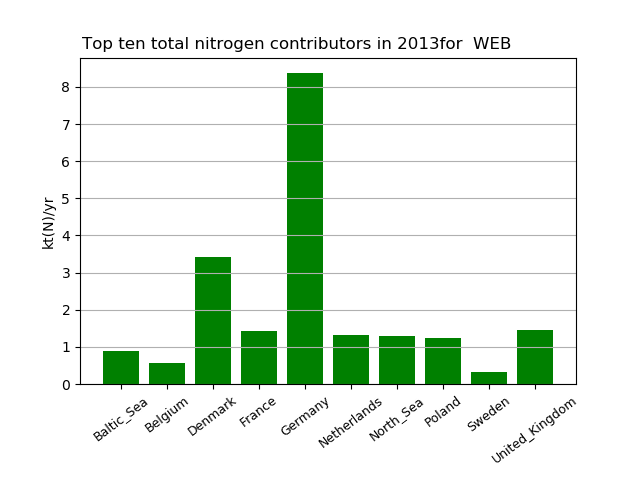 Top ten total nitrogen contributors in 2013for  WEB
kt(N)/yr
8
7
6
5
4
3
2
1
0
Baltic_Sea
Belgium
Denmark
France
Germany
Netherlands
North_Sea
Poland
Sweden
United_Kingdom